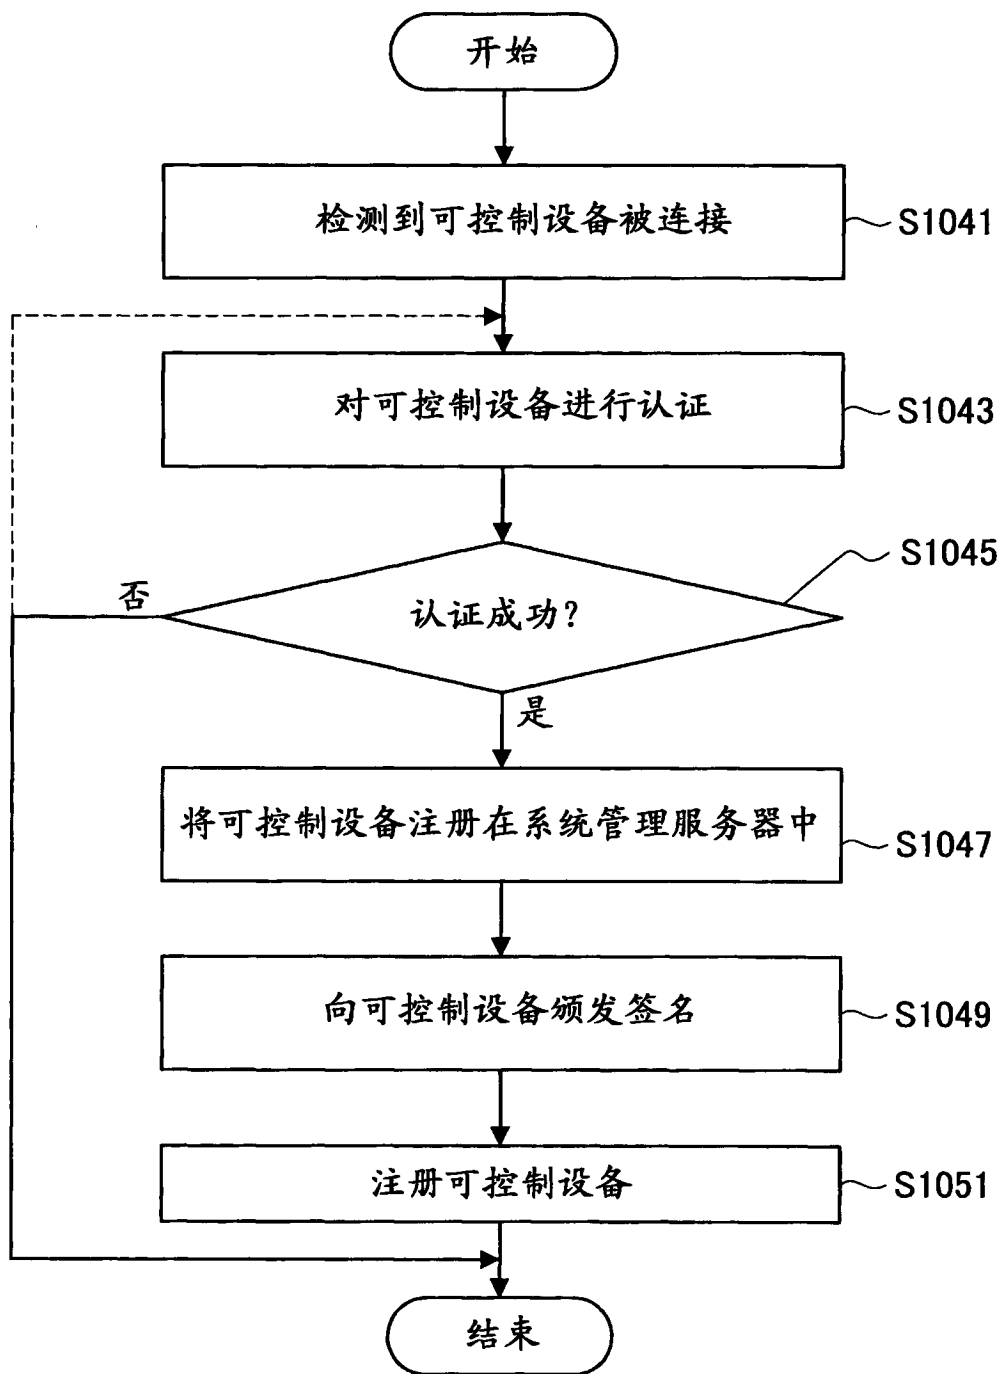 开始
检测到可控制设备被连接
S1041
对可控制设备进行认证
S1043
S1045
否
认证成功?
是
将可控制设备注册在系统管理服务器中
S1047
向可控制设备颁发签名
S1049
注册可控制设备
S1051
结束